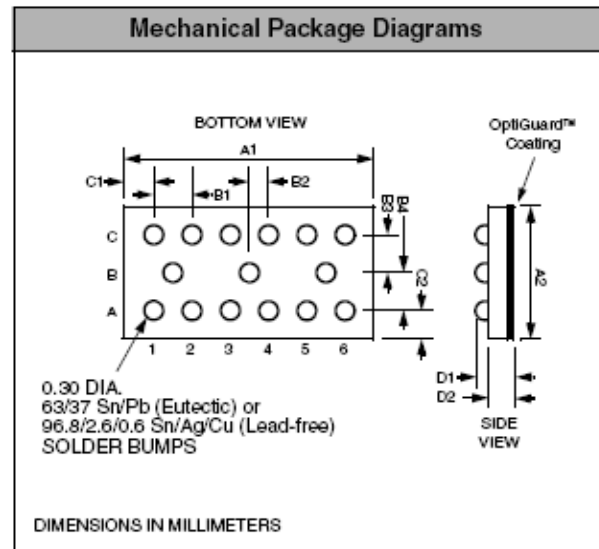 Mechanical Package Diagrams
BOTTOM VIEW
OptiGuard™
Coating
A1
C1
B1
B2
B3
B4
C2
A2
C
B
A
1 2 3 4 5 6
D1
D2
SIDE
VIEW
0.30 DIA.
63/37 Sn/Pb (Eutectic) or
96.8/2.6/0.6 Sn/Ag/Cu (Lead-free)
SOLDER BUMPS
DIMENSIONS IN MILLIMETERS